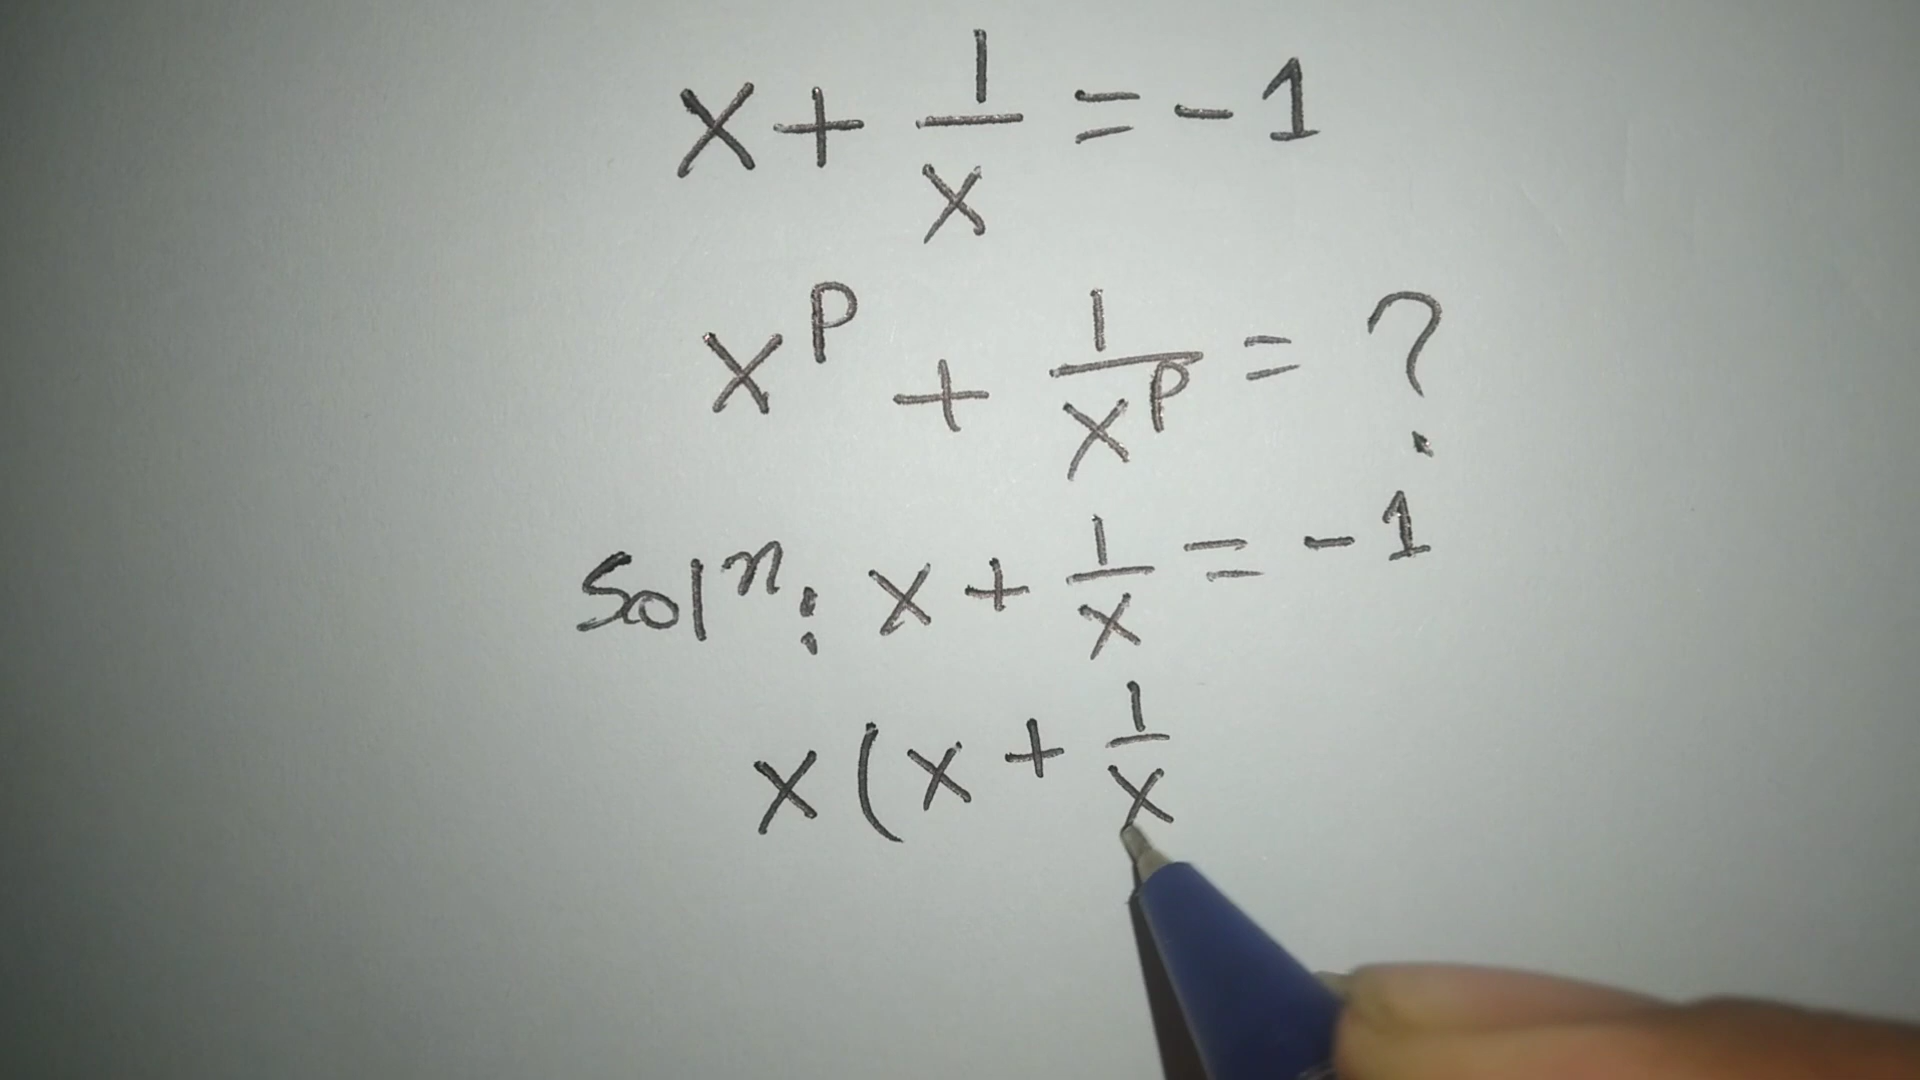 x + 1/x = -1
x^p + 1/x^p = ?
Solⁿ: x + 1/x = -1
x(x + 1/x